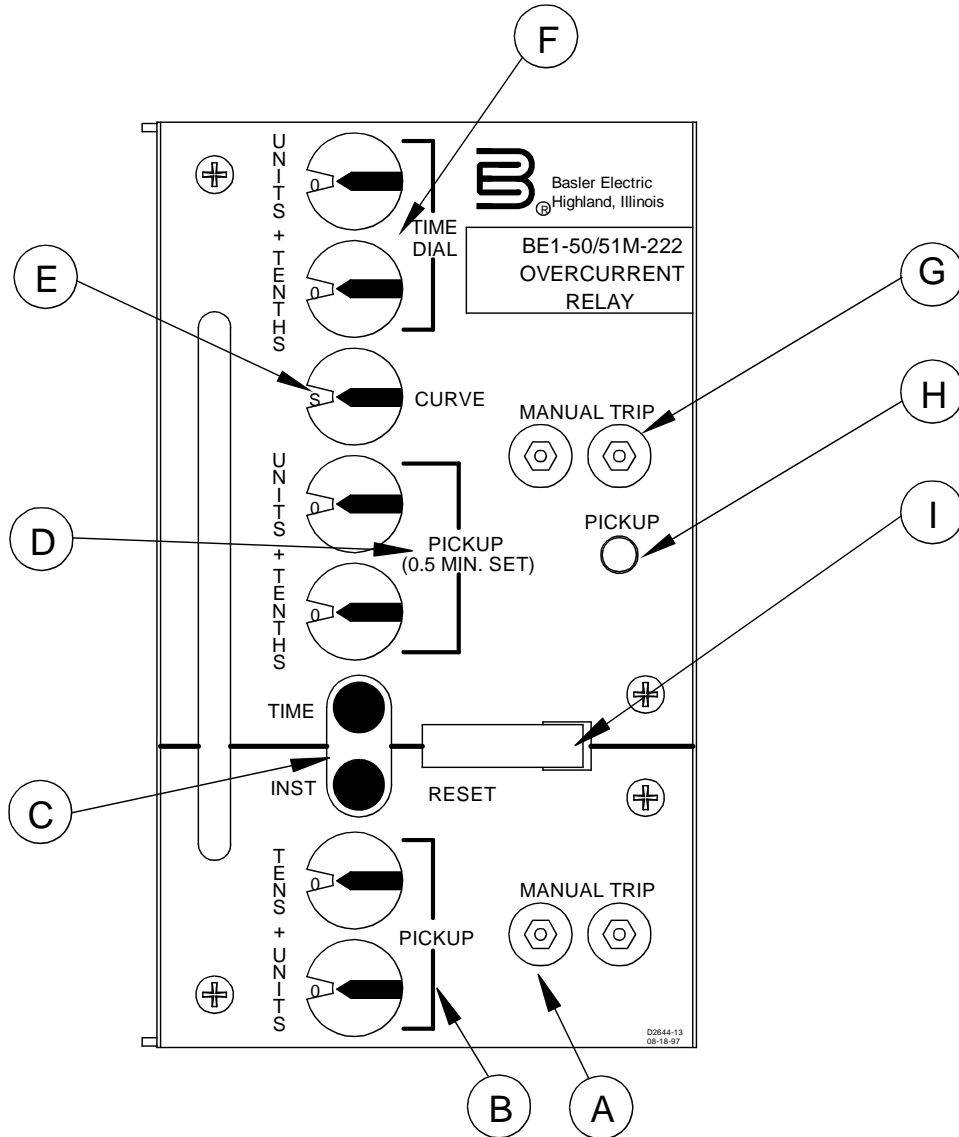 F
UNITS + TENTHS
0
0
TIME
DIAL
B
®
Basler Electric
Highland, Illinois
BE1-50/51M-222
OVERCURRENT
RELAY
E
S
CURVE
G
MANUAL TRIP
H
D
UNITS + TENTHS
0
0
PICKUP
(0.5 MIN. SET)
PICKUP
I
TIME
INST
RESET
C
TENS + UNITS
0
0
PICKUP
MANUAL TRIP
D2644-13
08-18-97
B
A